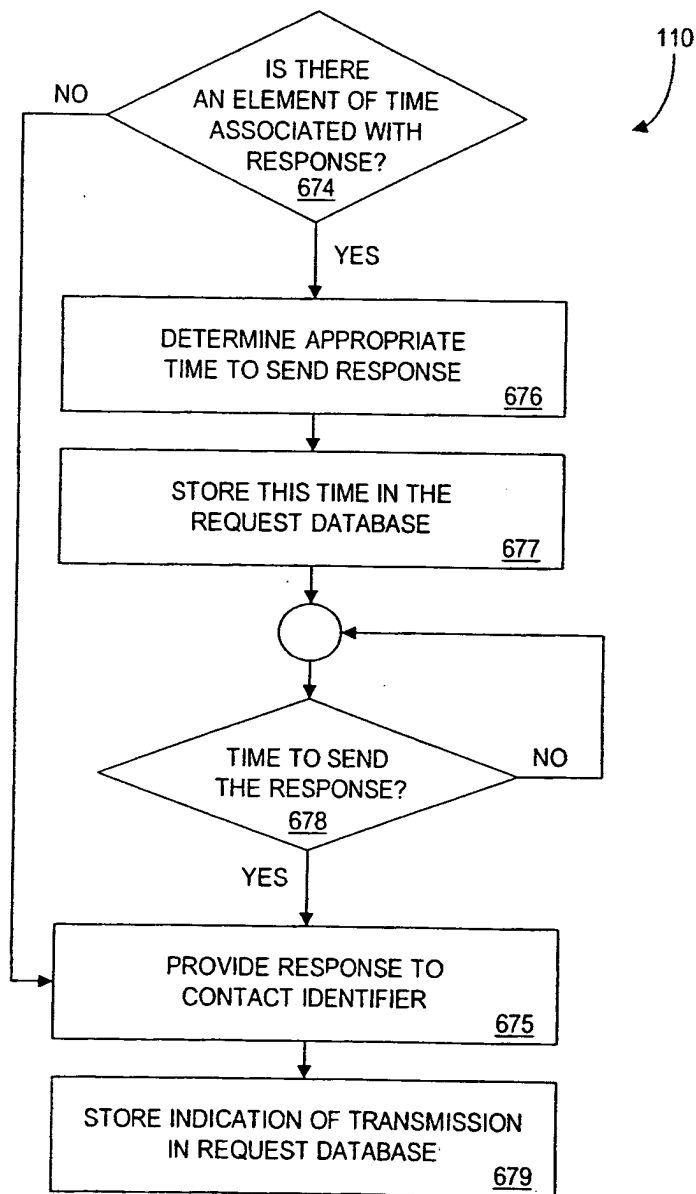 110
IS THERE
AN ELEMENT OF TIME
ASSOCIATED WITH
RESPONSE?
674
NO
YES
DETERMINE APPROPRIATE
TIME TO SEND RESPONSE
676
STORE THIS TIME IN THE
REQUEST DATABASE
677
TIME TO SEND
THE RESPONSE?
678
NO
YES
PROVIDE RESPONSE TO
CONTACT IDENTIFIER
675
STORE INDICATION OF TRANSMISSION
IN REQUEST DATABASE
679